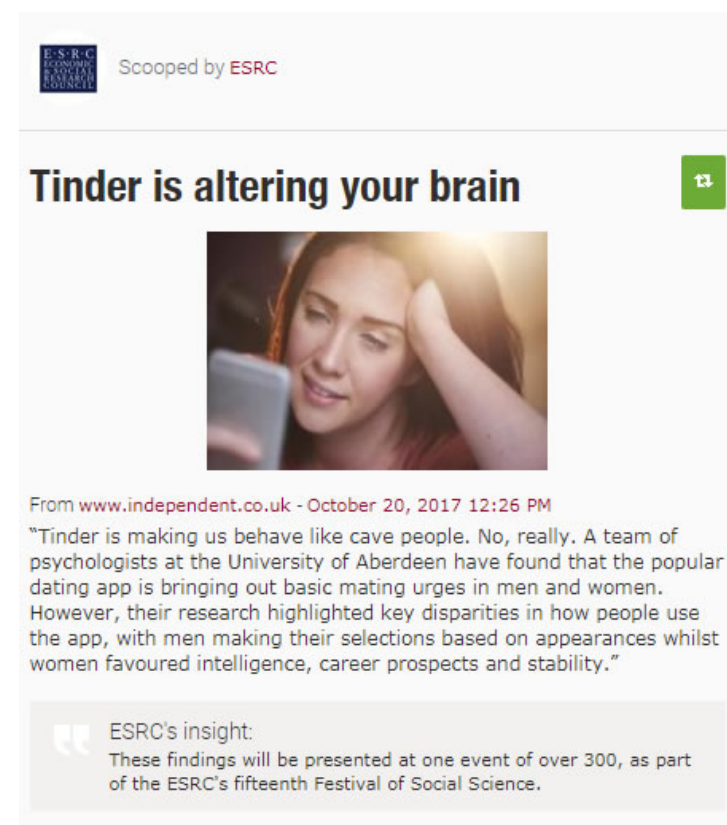 E·S·R·C
ECONOMIC
& SOCIAL
RESEARCH
COUNCIL
Scooped by ESRC
Tinder is altering your brain
From www.independent.co.uk - October 20, 2017 12:26 PM
“Tinder is making us behave like cave people. No, really. A team of
psychologists at the University of Aberdeen have found that the popular
dating app is bringing out basic mating urges in men and women.
However, their research highlighted key disparities in how people use
the app, with men making their selections based on appearances whilst
women favoured intelligence, career prospects and stability.”
ESRC's insight:
These findings will be presented at one event of over 300, as part
of the ESRC's fifteenth Festival of Social Science.